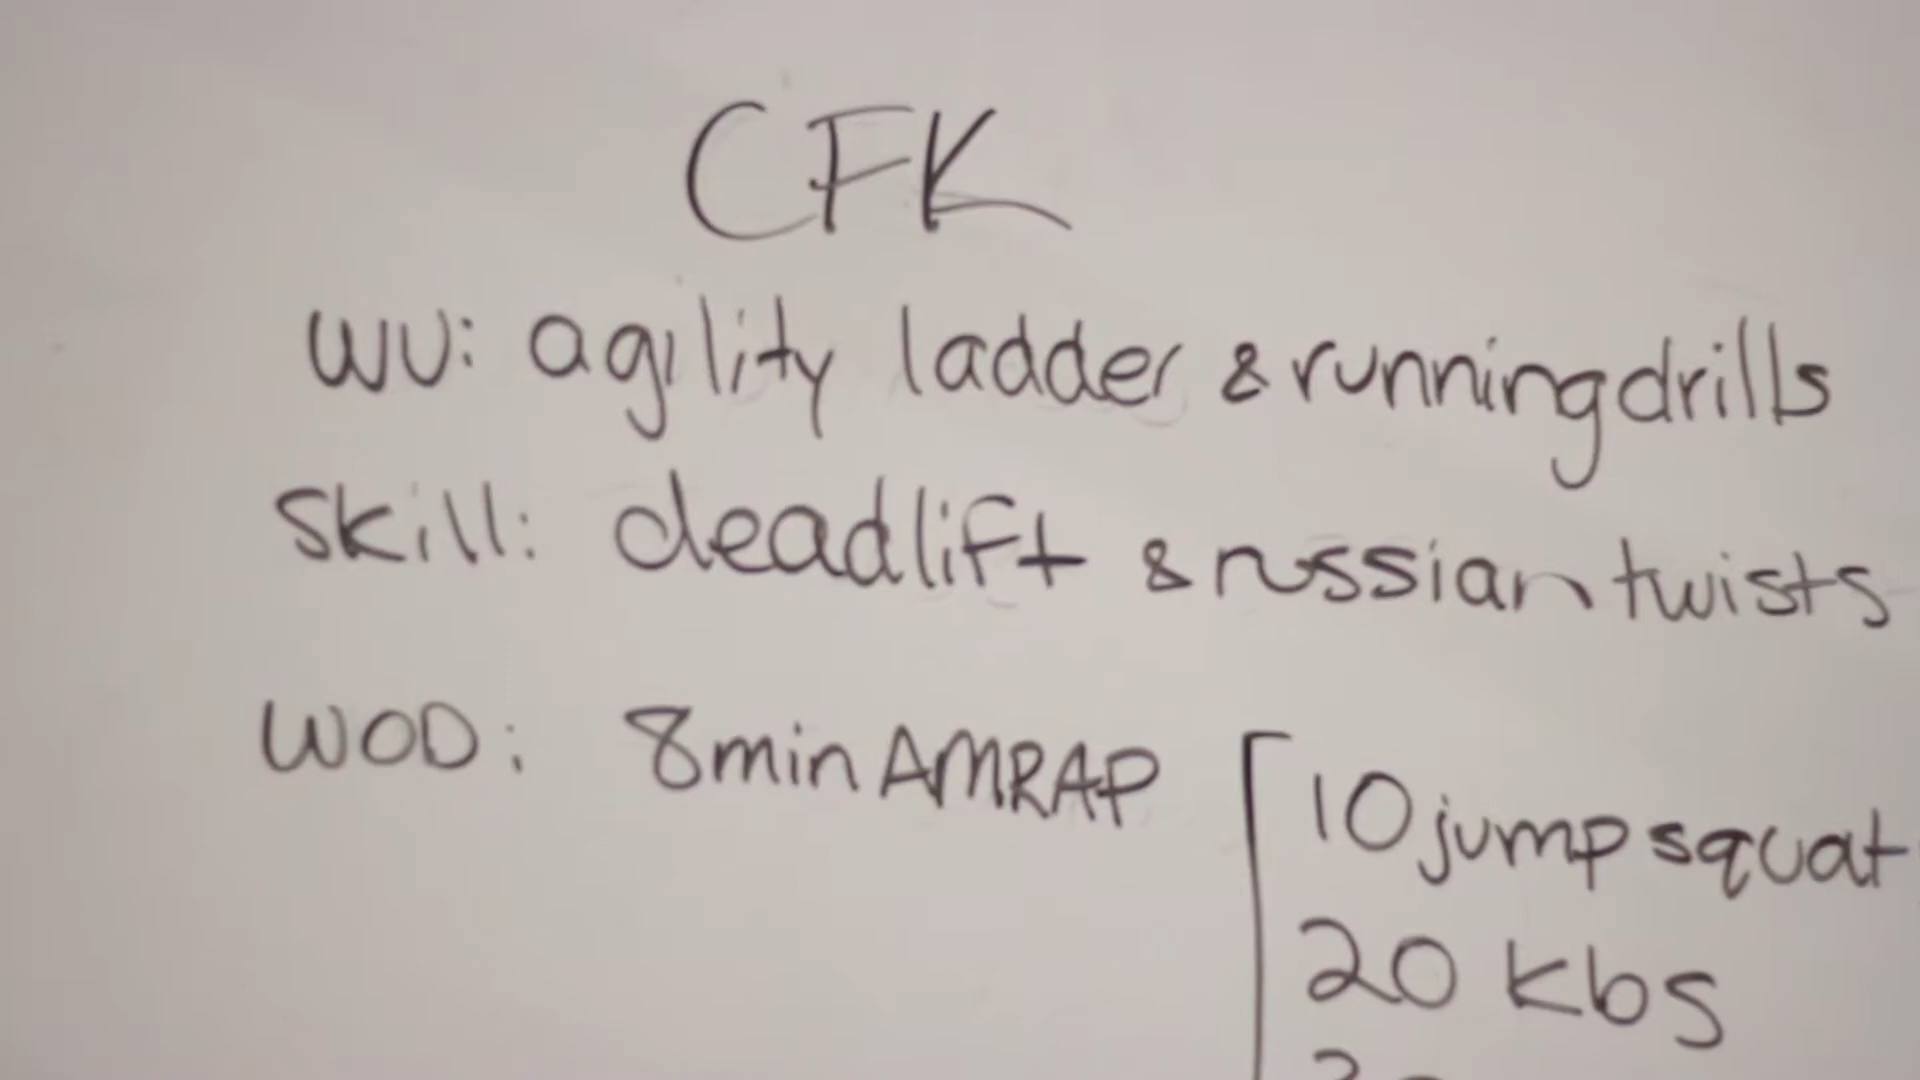 CFK
WU: agility ladder & running drills
skill: deadlift & russian twists
WOD: 8min AMRAP
10 jump squat
20 kbs